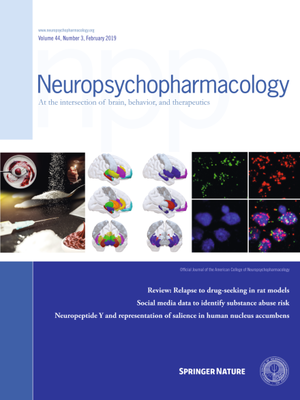 www.neuropsychopharmacology.org
Volume 44, Number 3, February 2019
npp
Neuropsychopharmacology
At the intersection of brain, behavior, and therapeutics
Official Journal of the American College of Neuropsychopharmacology
Review: Relapse to drug-seeking in rat models
Social media data to identify substance abuse risk
Neuropeptide Y and representation of salience in human nucleus accumbens
SPRINGER NATURE